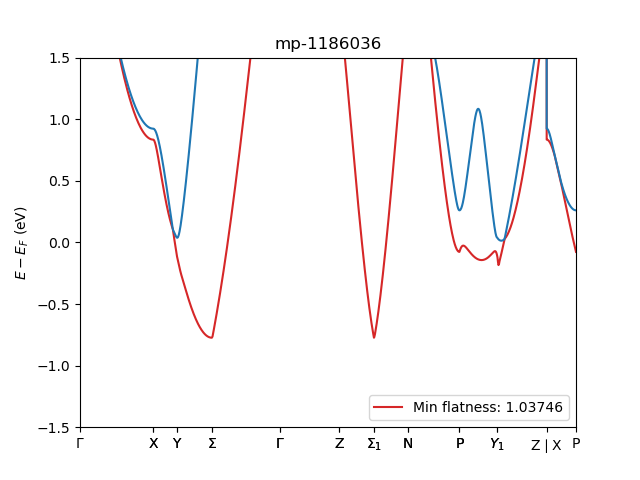 mp-1186036
1.5
1.0
0.5
0.0
−0.5
−1.0
−1.5
E − E_F (eV)
Min flatness: 1.03746
Γ X Y Σ Γ Z Σ₁ N P Y₁ Z | X P